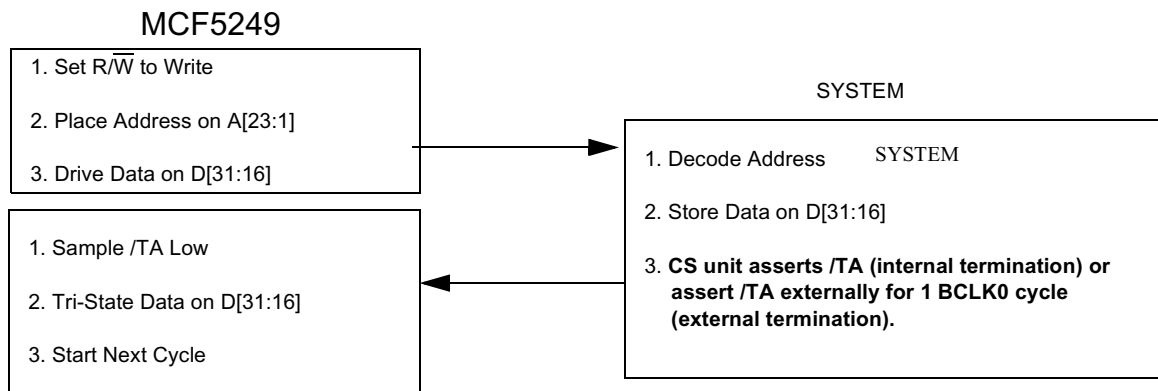 MCF5249
1. Set R/W̅ to Write
2. Place Address on A[23:1]
3. Drive Data on D[31:16]
SYSTEM
1. Decode Address SYSTEM
2. Store Data on D[31:16]
3. CS unit asserts /TA (internal termination) or
assert /TA externally for 1 BCLK0 cycle
(external termination).
1. Sample /TA Low
2. Tri-State Data on D[31:16]
3. Start Next Cycle